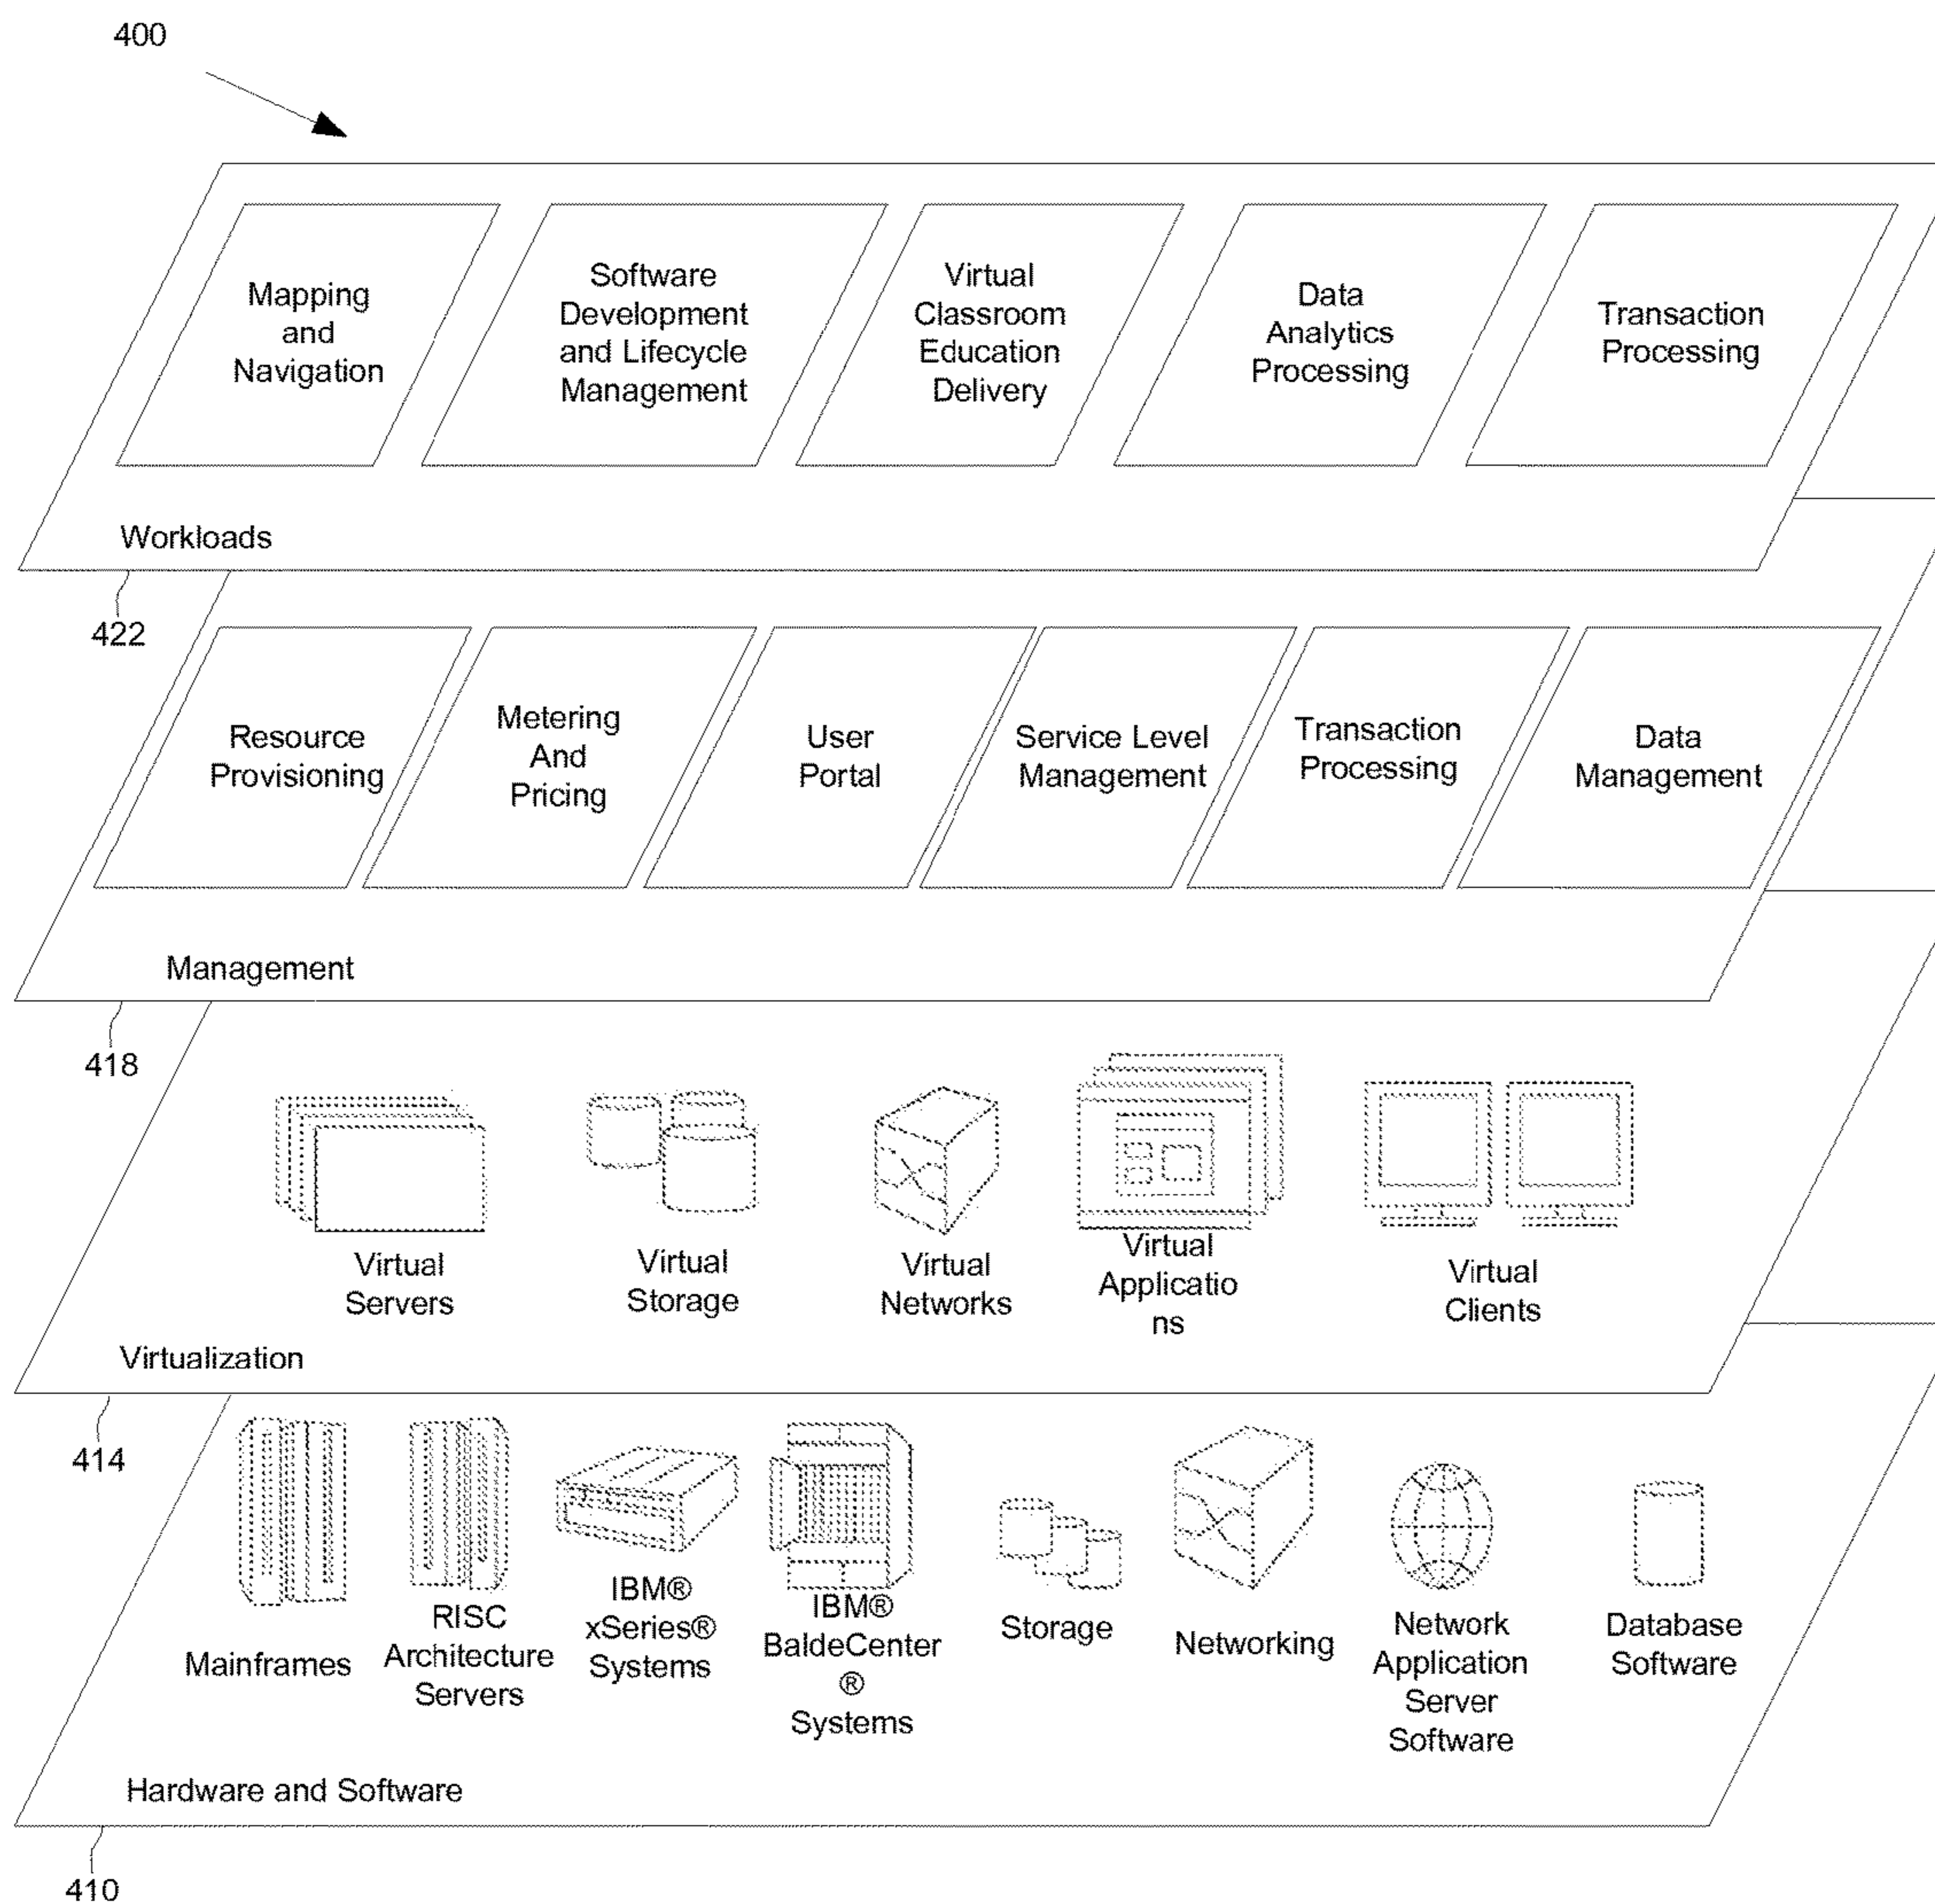 400
Mapping
and
Navigation
Software
Development
and Lifecycle
Management
Virtual
Classroom
Education
Delivery
Data
Analytics
Processing
Transaction
Processing
Workloads
422
Resource
Provisioning
Metering
And
Pricing
User
Portal
Service Level
Management
Transaction
Processing
Data
Management
Management
418
Virtual
Servers
Virtual
Storage
Virtual
Networks
Virtual
Applicatio
ns
Virtual
Clients
Virtualization
414
Mainframes
RISC
Architecture
Servers
IBM®
xSeries®
Systems
IBM®
BaldeCenter
®
Systems
Storage
Networking
Network
Application
Server
Software
Database
Software
Hardware and Software
410